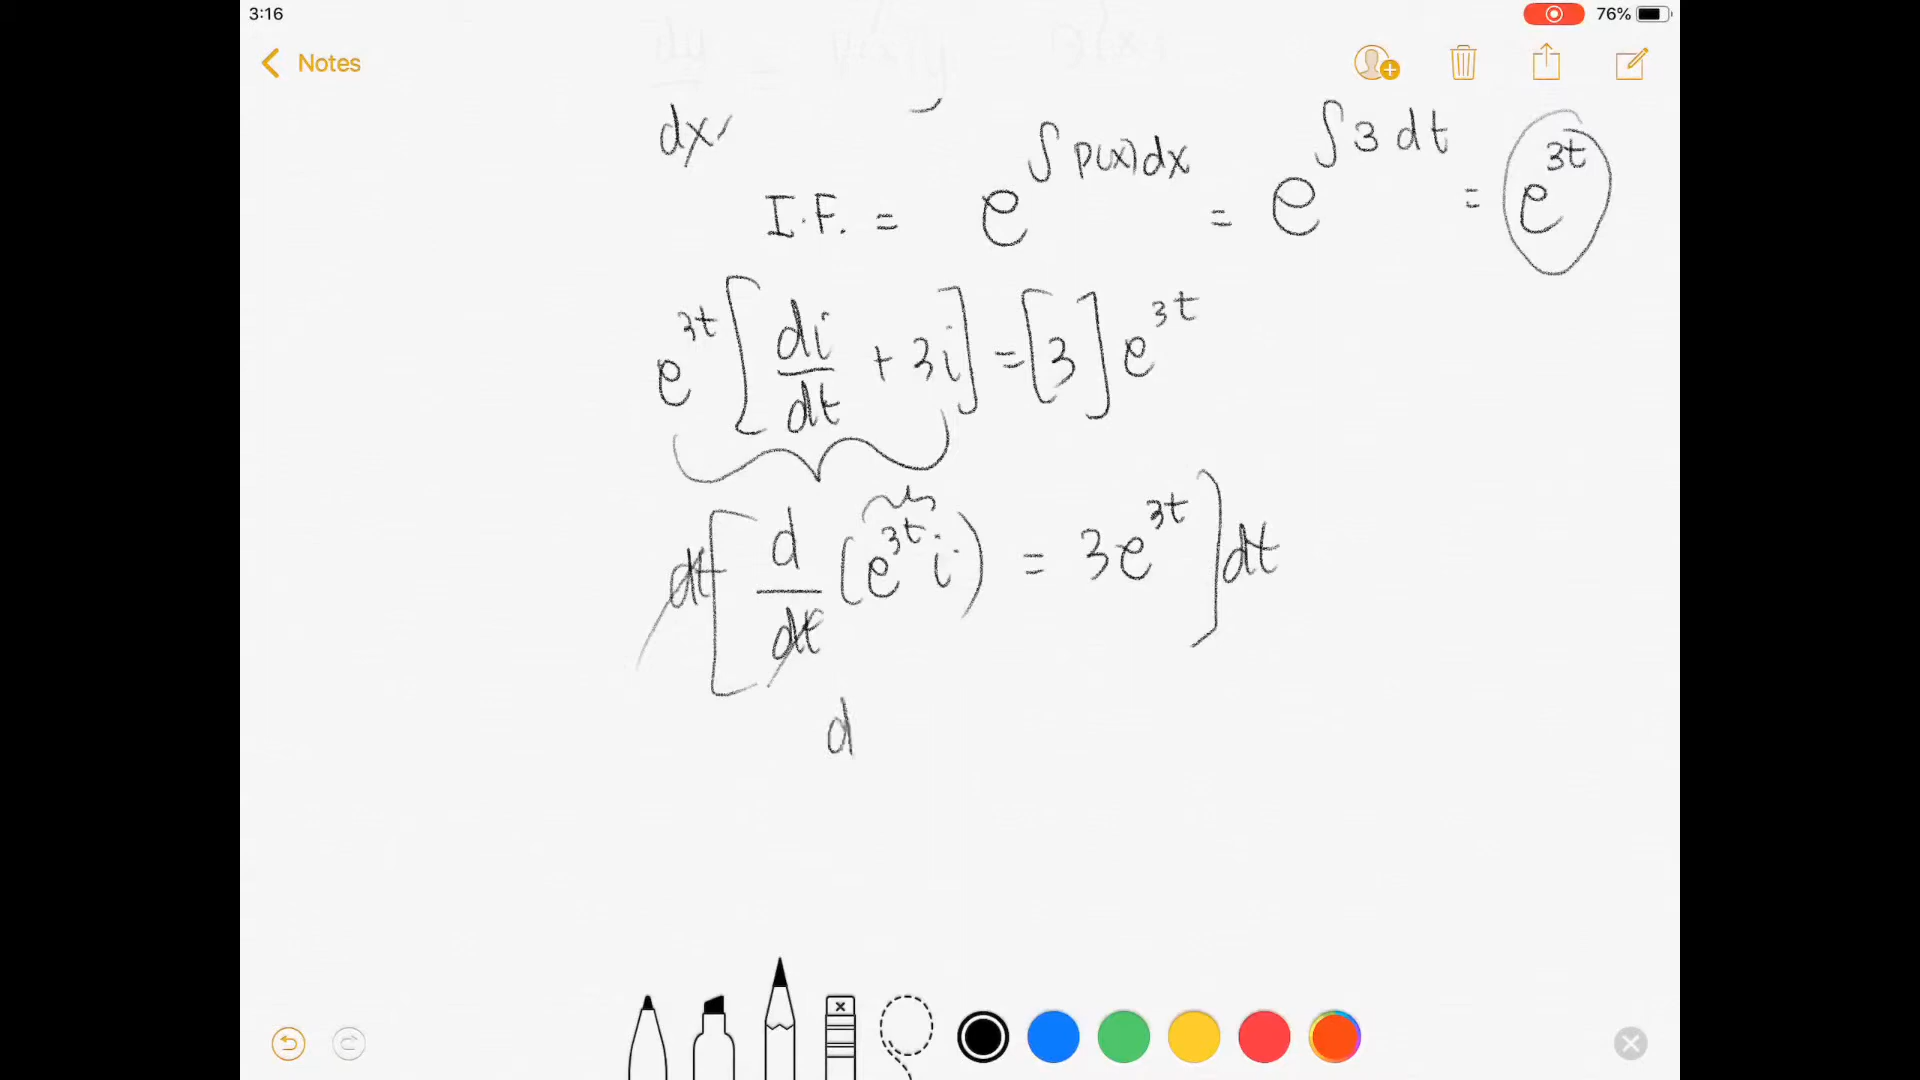 3:16 76%
Notes
dx
I.F. = e^∫p(x)dx = e^∫3 dt = e^3t
e^3t [di/dt + 3i] = [3] e^3t
dt [d/dt (e^3t i) = 3e^3t] dt
d